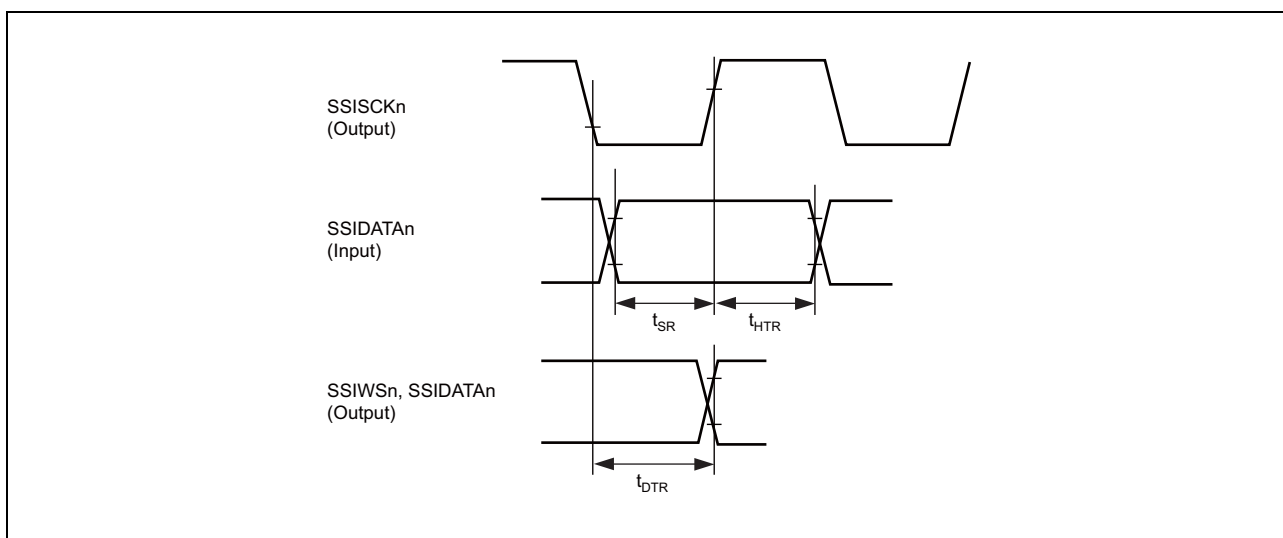 SSISCKn
(Output)
SSIDATAn
(Input)
tSR
tHTR
SSIWSn, SSIDATAn
(Output)
tDTR